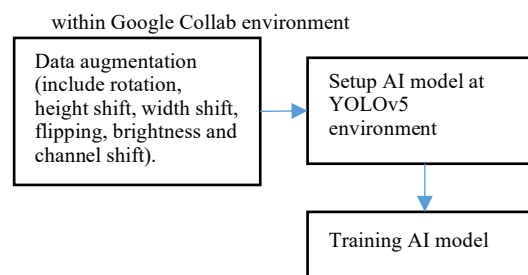 within Google Collab environment
Data augmentation
(include rotation,
height shift, width shift,
flipping, brightness and
channel shift).
Setup AI model at
YOLOv5
environment
Training AI model